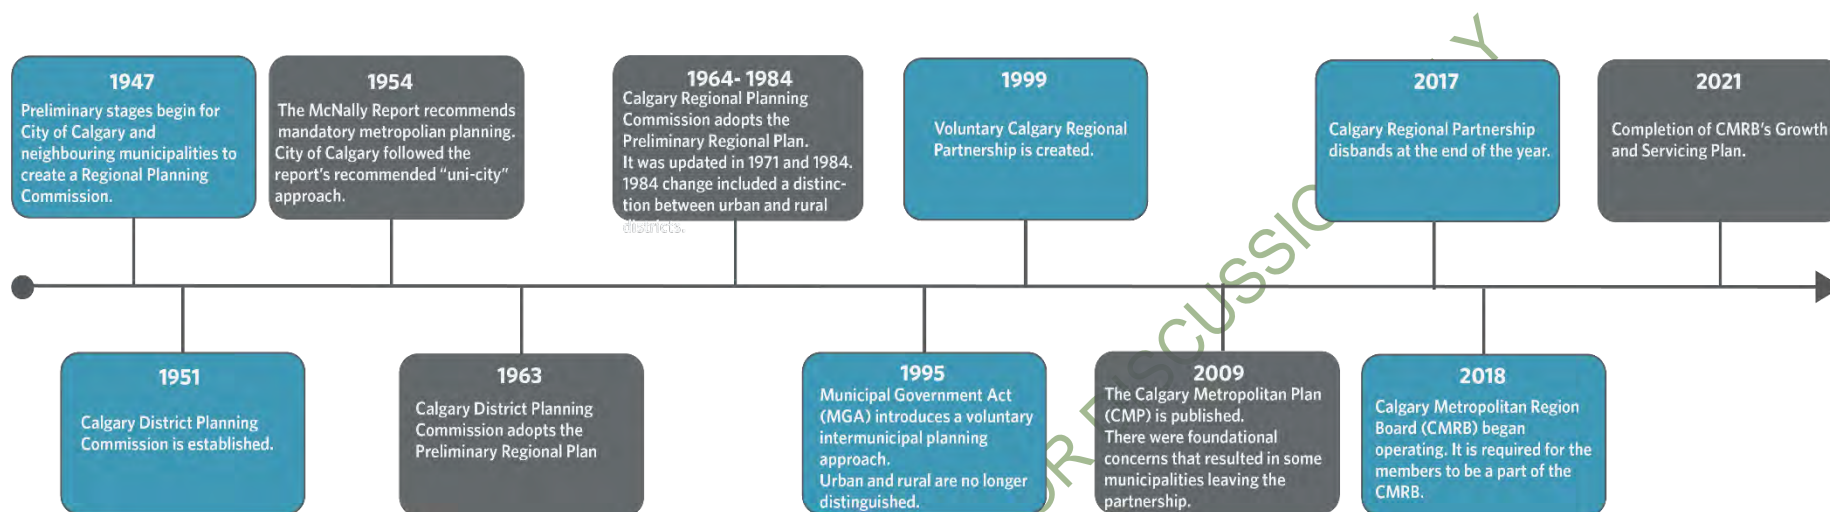 1947
Preliminary stages begin for
City of Calgary and
neighbouring municipalities to
create a Regional Planning
Commission.
1954
The McNally Report recommends
mandatory metropolian planning.
City of Calgary followed the
report's recommended "uni-city"
approach.
1964- 1984
Calgary Regional Planning
Commission adopts the
Preliminary Regional Plan.
It was updated in 1971 and 1984.
1984 change included a distinc-
tion between urban and rural
districts.
1999
Voluntary Calgary Regional
Partnership is created.
2017
Calgary Regional Partnership
disbands at the end of the year.
2021
Completion of CMRB's Growth
and Servicing Plan.
1951
Calgary District Planning
Commission is established.
1963
Calgary District Planning
Commission adopts the
Preliminary Regional Plan
1995
Municipal Government Act
(MGA) introduces a voluntary
intermunicipal planning
approach.
Urban and rural are no longer
distinguished.
2009
The Calgary Metropolitan Plan
(CMP) is published.
There were foundational
concerns that resulted in some
municipalities leaving the
partnership.
2018
Calgary Metropolitan Region
Board (CMRB) began
operating. It is required for the
members to be a part of the
CMRB.